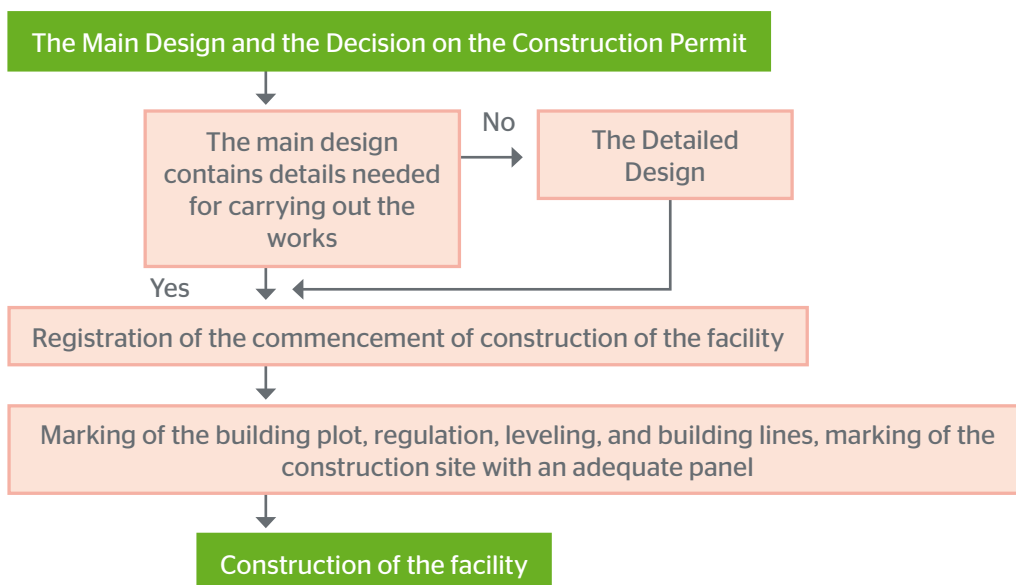 The Main Design and the Decision on the Construction Permit
The main design
contains details needed
for carrying out the
works
No
The Detailed
Design
Yes
Registration of the commencement of construction of the facility
Marking of the building plot, regulation, leveling, and building lines, marking of the
construction site with an adequate panel
Construction of the facility